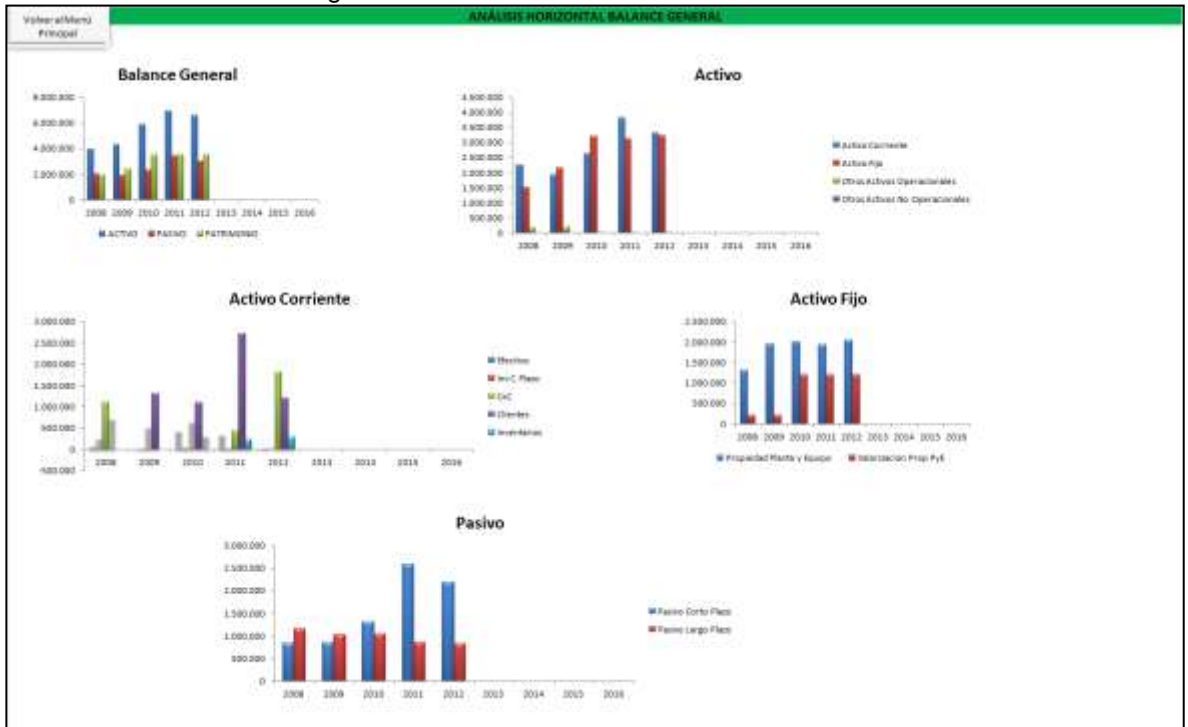 Volver al Menú
Principal
ANÁLISIS HORIZONTAL BALANCE GENERAL
Balance General
8.000.000
6.000.000
4.000.000
2.000.000
0
2008 2009 2010 2011 2012 2013 2014 2015 2016
ACTIVO PASIVO PATRIMONIO
Activo
4.500.000
4.000.000
3.500.000
3.000.000
2.500.000
2.000.000
1.500.000
1.000.000
500.000
0
2008 2009 2010 2011 2012 2013 2014 2015 2016
Activo Corriente
Activo Fijo
Otros Activos Operacionales
Otros Activos No Operacionales
Activo Corriente
3.000.000
2.500.000
2.000.000
1.500.000
1.000.000
500.000
0
-500.000
2008 2009 2010 2011 2012 2013 2014 2015 2016
Efectivo
Inv C Plazo
CxC
Clientes
Inventarios
Activo Fijo
2.500.000
2.000.000
1.500.000
1.000.000
500.000
0
2008 2009 2010 2011 2012 2013 2014 2015 2016
Propiedad Planta y Equipo Valorización Prop PyE
Pasivo
3.000.000
2.500.000
2.000.000
1.500.000
1.000.000
500.000
0
2008 2009 2010 2011 2012 2013 2014 2015 2016
Pasivo Corto Plazo
Pasivo Largo Plazo